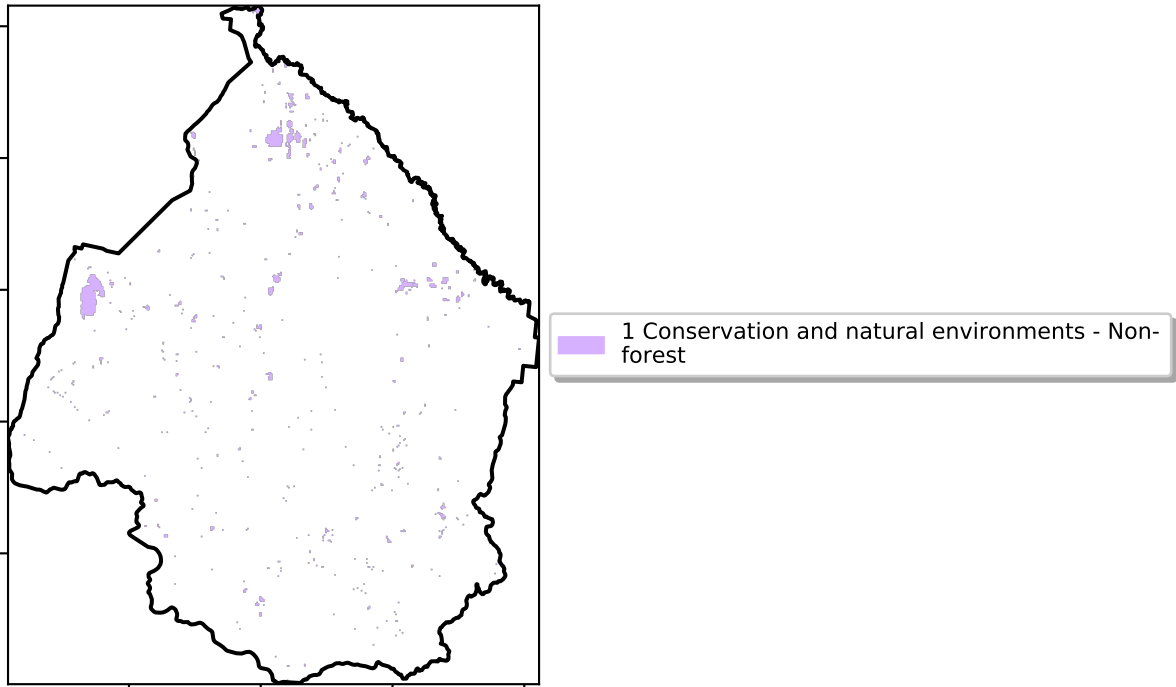 1 Conservation and natural environments - Non-
forest